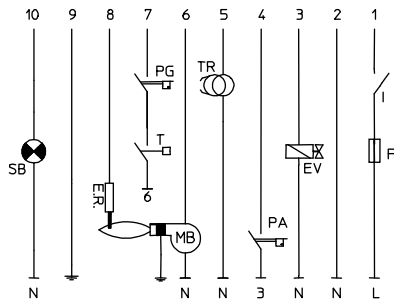 10 9 8 7 6 5 4 3 2 1
PG TR
I
T
SB EV F
6
E.R.
PA
MB
N N N 3 N N L